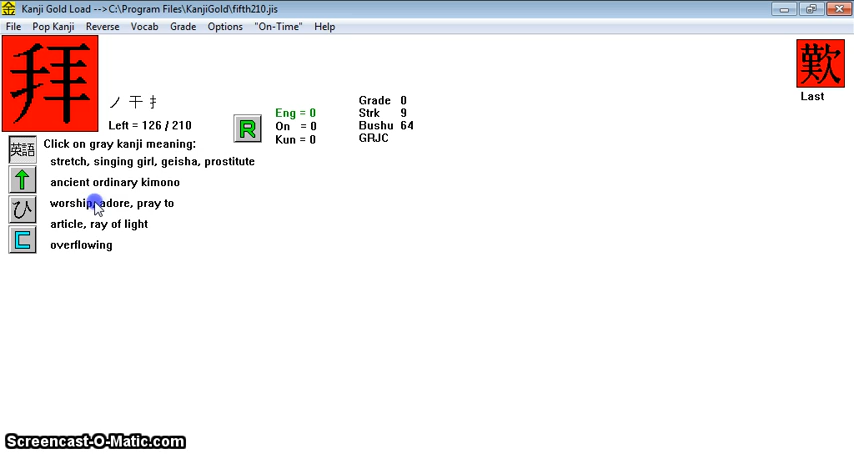 金 Kanji Gold Load -->C:\Program Files\KanjiGold\fifth210.jis
File Pop Kanji Reverse Vocab Grade Options "On-Time" Help
拜
歎
Last
ノ 干 扌
Left = 126 / 210
R
Eng = 0
On = 0
Kun = 0
Grade 0
Strk 9
Bushu 64
GRJC
英語
Click on gray kanji meaning:
stretch, singing girl, geisha, prostitute
ancient ordinary kimono
ひ
worship, adore, pray to
article, ray of light
overflowing
Screencast-O-Matic.com